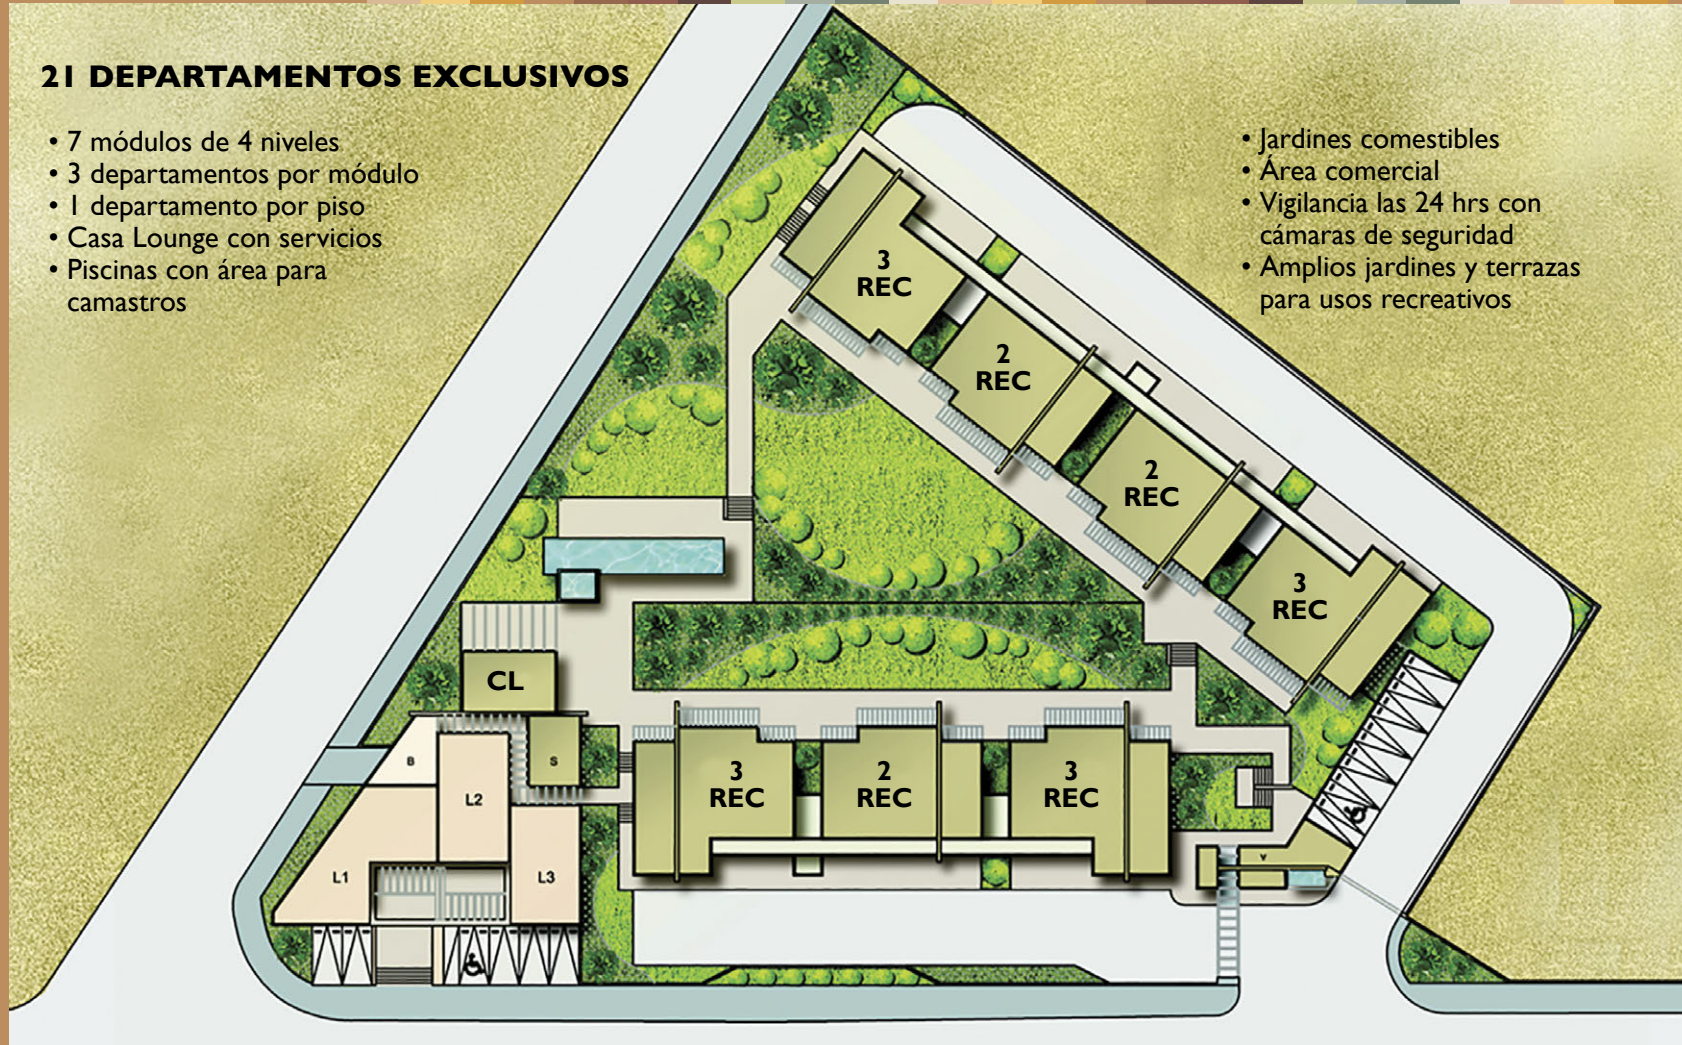 21 DEPARTAMENTOS EXCLUSIVOS
• 7 módulos de 4 niveles
• 3 departamentos por módulo
• 1 departamento por piso
• Casa Lounge con servicios
• Piscinas con área para
camastros
• Jardines comestibles
• Área comercial
• Vigilancia las 24 hrs con
cámaras de seguridad
• Amplios jardines y terrazas
para usos recreativos
3
REC
2
REC
2
REC
3
REC
CL
B
S
L2
L1
L3
3
REC
2
REC
3
REC
V